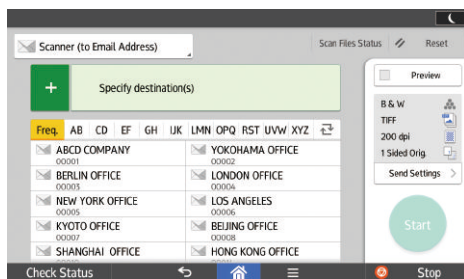 Scanner (to Email Address)
Scan Files Status
Reset
+
Specify destination(s)
Preview
B & W
TIFF
200 dpi
1 Sided Orig.
Send Settings >
Start
Freq. AB CD EF GH IJK LMN OPQ RST UVW XYZ
ABCD COMPANY
00001
YOKOHAMA OFFICE
00002
BERLIN OFFICE
00003
LONDON OFFICE
00004
NEW YORK OFFICE
00005
LOS ANGELES
00006
KYOTO OFFICE
00007
BEIJING OFFICE
00008
SHANGHAI OFFICE
HONG KONG OFFICE
Check Status
Stop